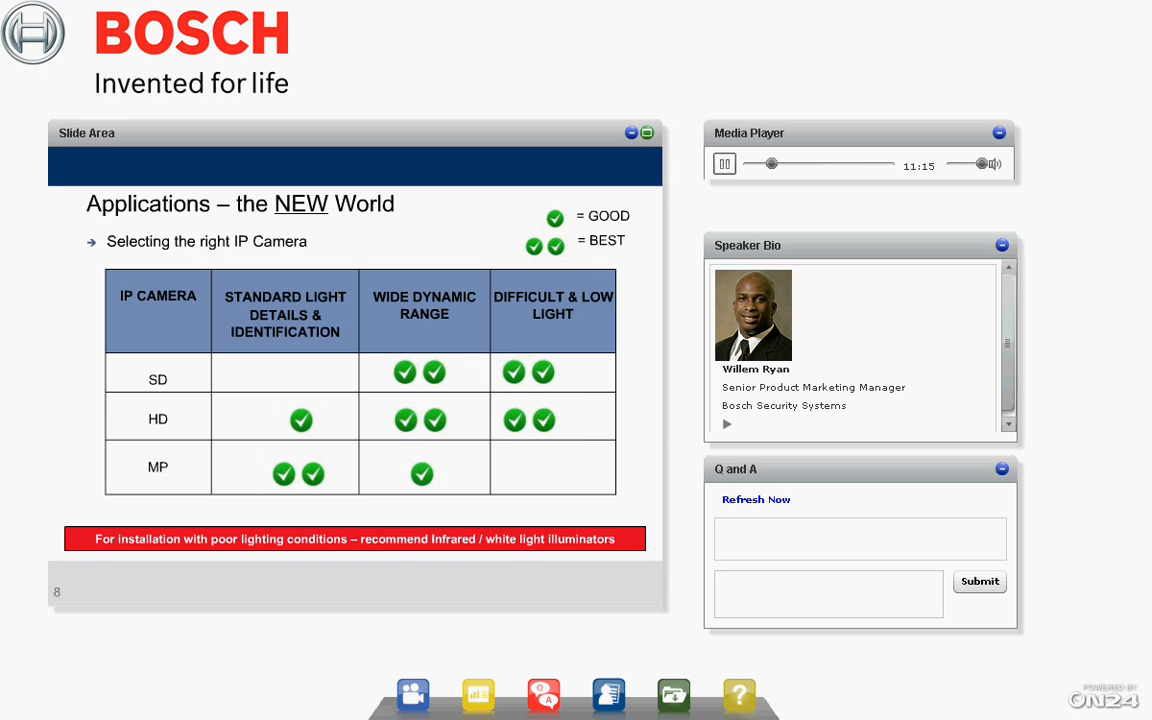 BOSCH
Invented for life
Slide Area
Applications – the NEW World
= GOOD
Selecting the right IP Camera
= BEST
IP CAMERA
STANDARD LIGHT
DETAILS &
IDENTIFICATION
WIDE DYNAMIC
RANGE
DIFFICULT & LOW
LIGHT
SD
HD
MP
For installation with poor lighting conditions – recommend Infrared / white light illuminators
8
Media Player
11:15
Speaker Bio
Willem Ryan
Senior Product Marketing Manager
Bosch Security Systems
Q and A
Refresh Now
Submit
Q
A
?
POWERED BY
ON24